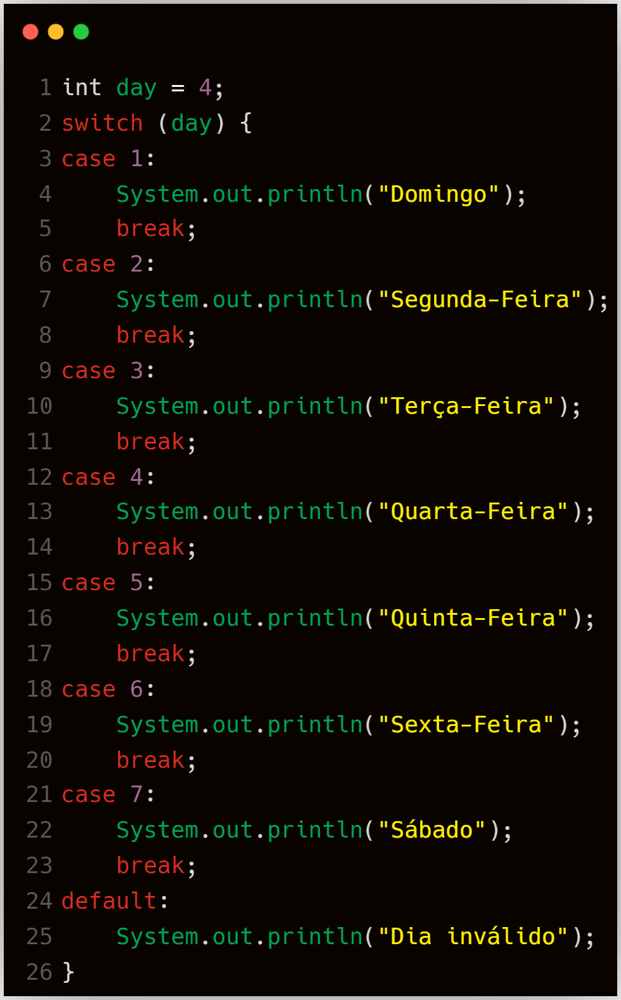 1 int day = 4;
2 switch (day) {
3 case 1:
4     System.out.println("Domingo");
5     break;
6 case 2:
7     System.out.println("Segunda-Feira");
8     break;
9 case 3:
10     System.out.println("Terça-Feira");
11     break;
12 case 4:
13     System.out.println("Quarta-Feira");
14     break;
15 case 5:
16     System.out.println("Quinta-Feira");
17     break;
18 case 6:
19     System.out.println("Sexta-Feira");
20     break;
21 case 7:
22     System.out.println("Sábado");
23     break;
24 default:
25     System.out.println("Dia inválido");
26 }